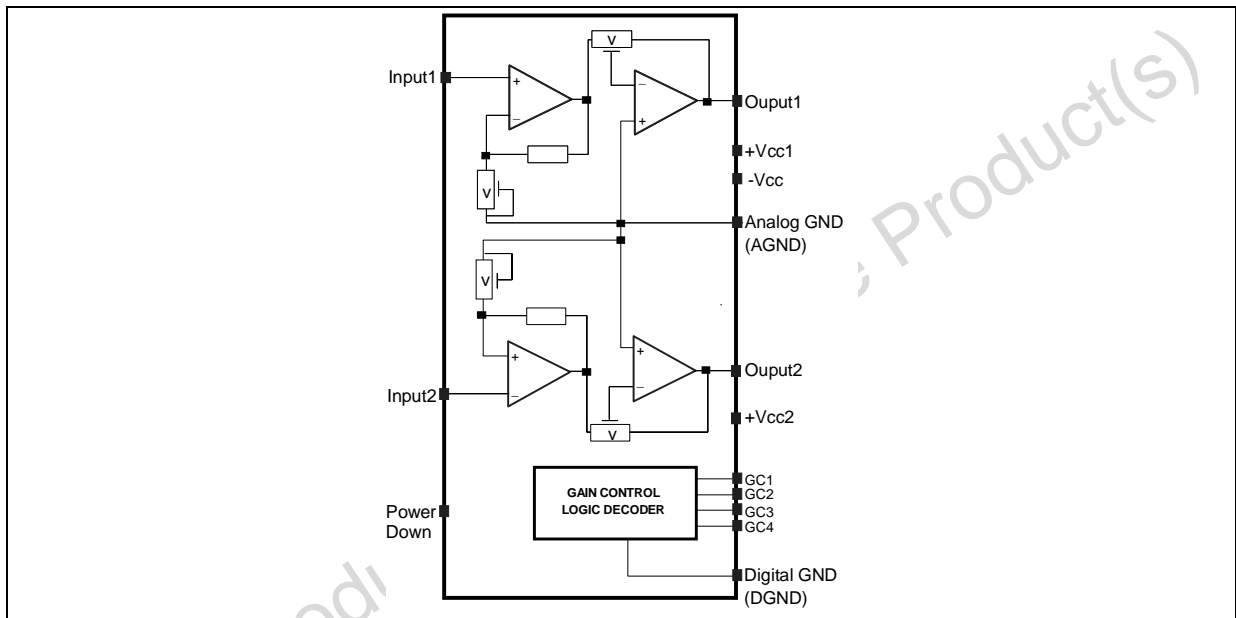 V
Input1
+
−
−
+
Ouput1
+Vcc1
-Vcc
V
Analog GND
(AGND)
V
+
−
+
−
Ouput2
Input2
+Vcc2
V
GAIN CONTROL
LOGIC DECODER
GC1
GC2
GC3
GC4
Power
Down
Digital GND
(DGND)
Product(s)